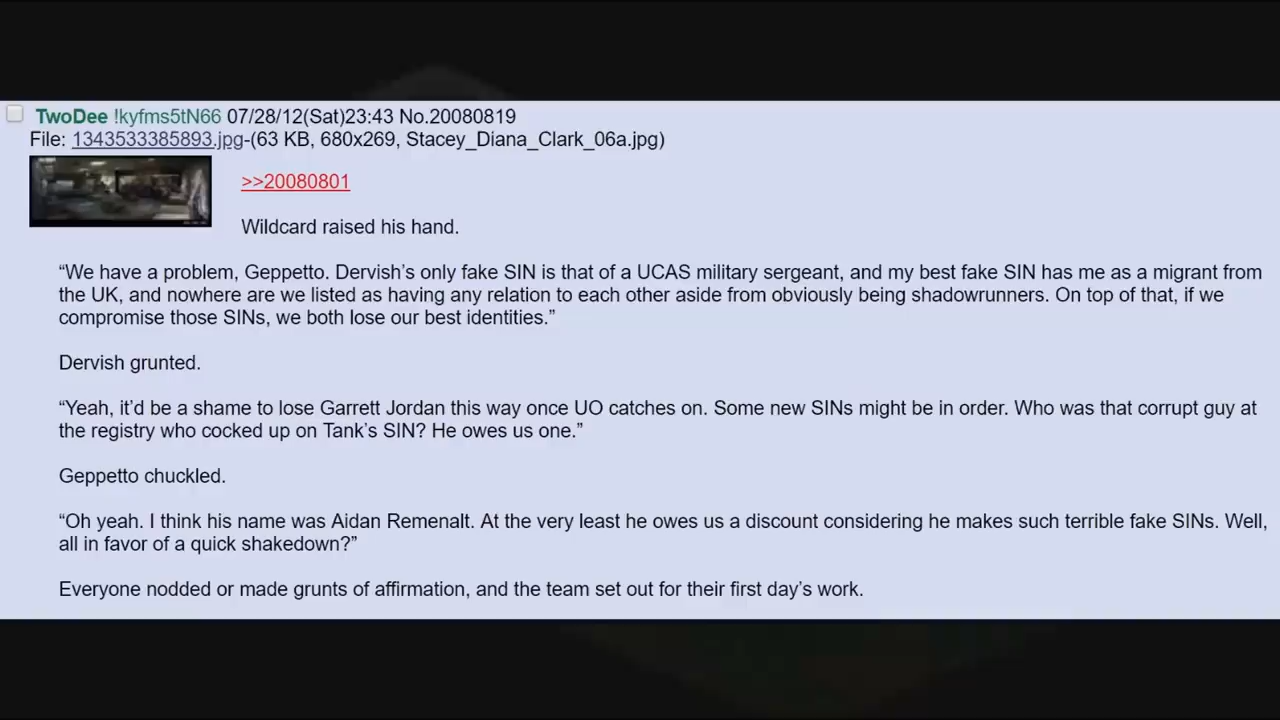 TwoDee !kyfms5tN66 07/28/12(Sat)23:43 No.20080819
File: 1343533385893.jpg-(63 KB, 680x269, Stacey_Diana_Clark_06a.jpg)
>>20080801
Wildcard raised his hand.
“We have a problem, Geppetto. Dervish’s only fake SIN is that of a UCAS military sergeant, and my best fake SIN has me as a migrant from
the UK, and nowhere are we listed as having any relation to each other aside from obviously being shadowrunners. On top of that, if we
compromise those SINs, we both lose our best identities.”
Dervish grunted.
“Yeah, it’d be a shame to lose Garrett Jordan this way once UO catches on. Some new SINs might be in order. Who was that corrupt guy at
the registry who cocked up on Tank’s SIN? He owes us one.”
Geppetto chuckled.
“Oh yeah. I think his name was Aidan Remenalt. At the very least he owes us a discount considering he makes such terrible fake SINs. Well,
all in favor of a quick shakedown?”
Everyone nodded or made grunts of affirmation, and the team set out for their first day’s work.